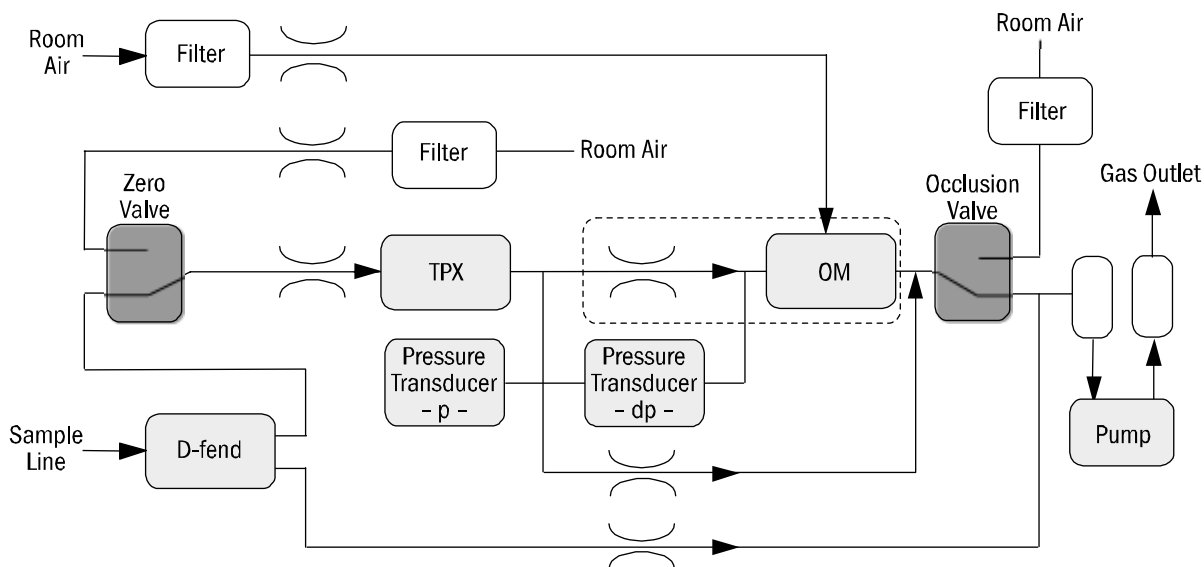 Room
Air
Filter
Room Air
Filter
Filter
Room Air
Zero
Valve
Occlusion
Valve
Gas Outlet
TPX
OM
Pressure
Transducer
– p –
Pressure
Transducer
– dp –
Sample
Line
D-fend
Pump